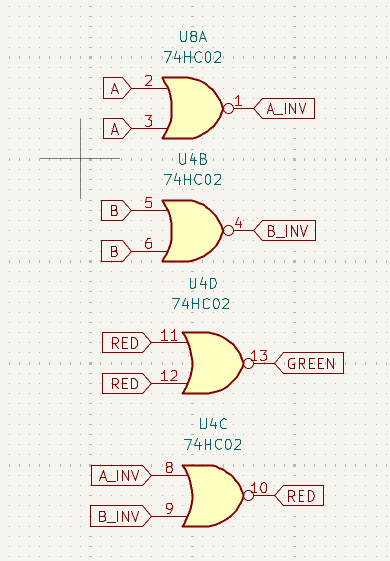 U8A
74HC02
A 2
1 A_INV
A 3
U4B
74HC02
B 5
4 B_INV
B 6
U4D
74HC02
RED 11
13 GREEN
RED 12
U4C
74HC02
A_INV 8
10 RED
B_INV 9